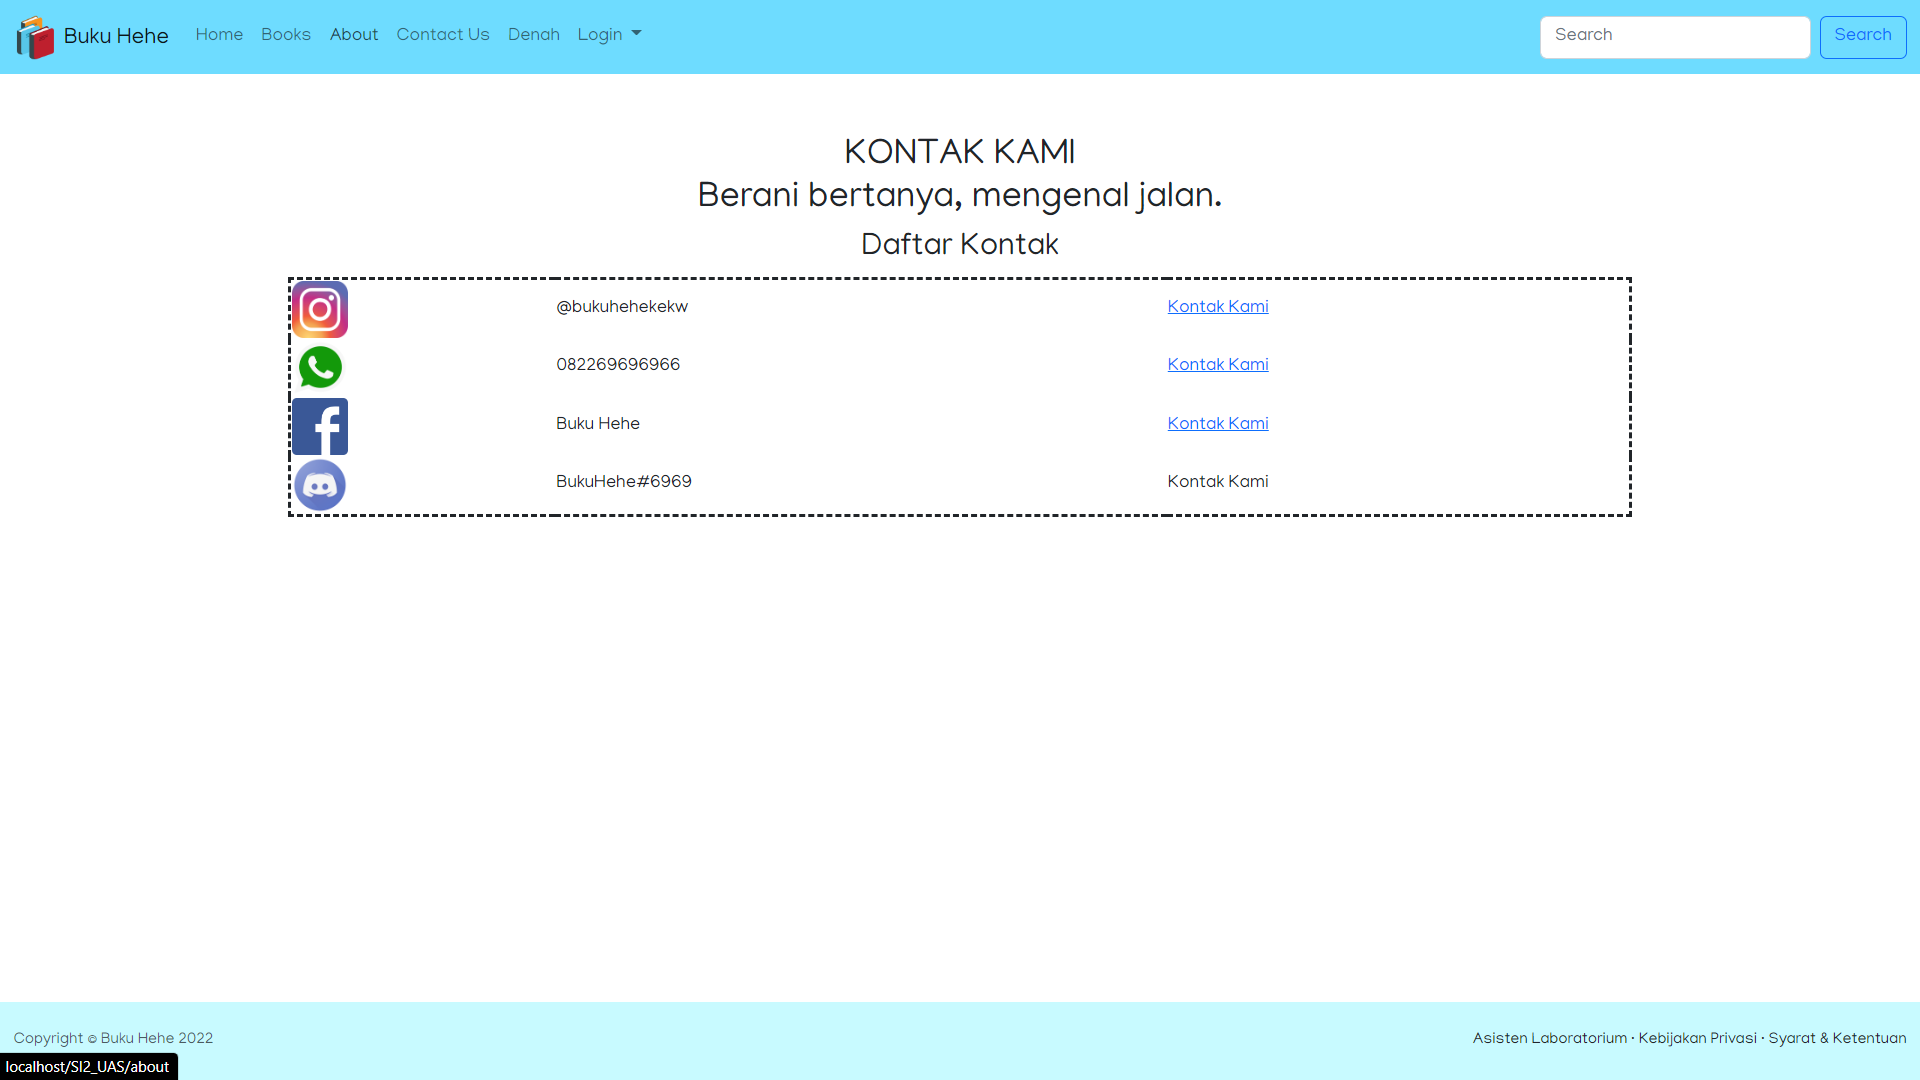 Buku Hehe Home Books About Contact Us Denah Login Search Search
KONTAK KAMI
Berani bertanya, mengenal jalan.
Daftar Kontak
@bukuhehekekw Kontak Kami
082269696966 Kontak Kami
Buku Hehe Kontak Kami
BukuHehe#6969 Kontak Kami
Copyright © Buku Hehe 2022 Asisten Laboratorium · Kebijakan Privasi · Syarat & Ketentuan
localhost/SI2_UAS/about